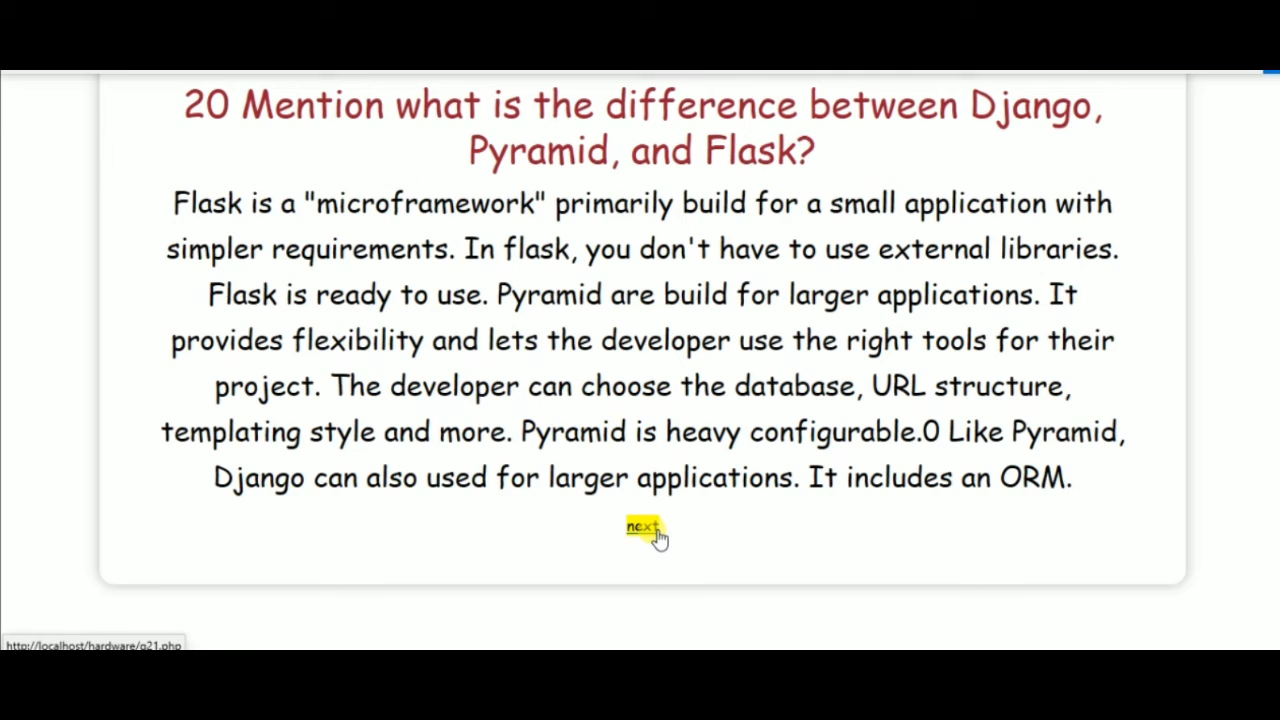 20 Mention what is the difference between Django,
Pyramid, and Flask?
Flask is a "microframework" primarily build for a small application with
simpler requirements. In flask, you don't have to use external libraries.
Flask is ready to use. Pyramid are build for larger applications. It
provides flexibility and lets the developer use the right tools for their
project. The developer can choose the database, URL structure,
templating style and more. Pyramid is heavy configurable.0 Like Pyramid,
Django can also used for larger applications. It includes an ORM.
next
http://localhost/hardware/q21.php